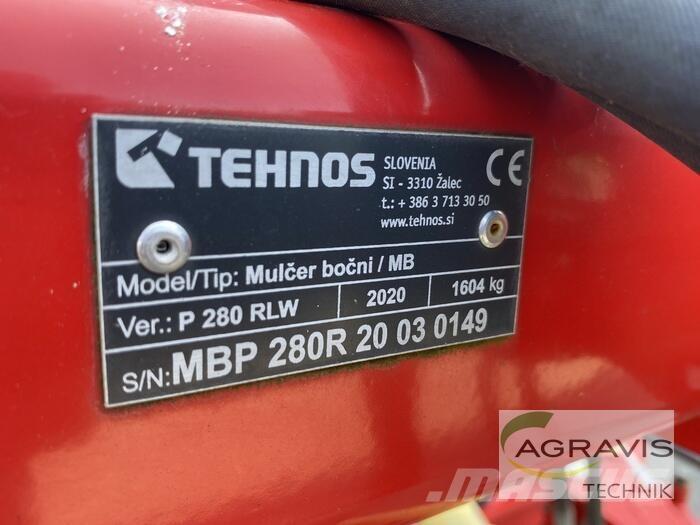 TEHNOS
SLOVENIA
SI - 3310 Žalec
t.: + 386 3 713 30 50
www.tehnos.si
CE
Model/Tip: Mulčer bočni / MB
Ver.: P 280 RLW 2020 1604 kg
S/N: MBP 280R 20 03 0149
AGRAVIS
TECHNIK